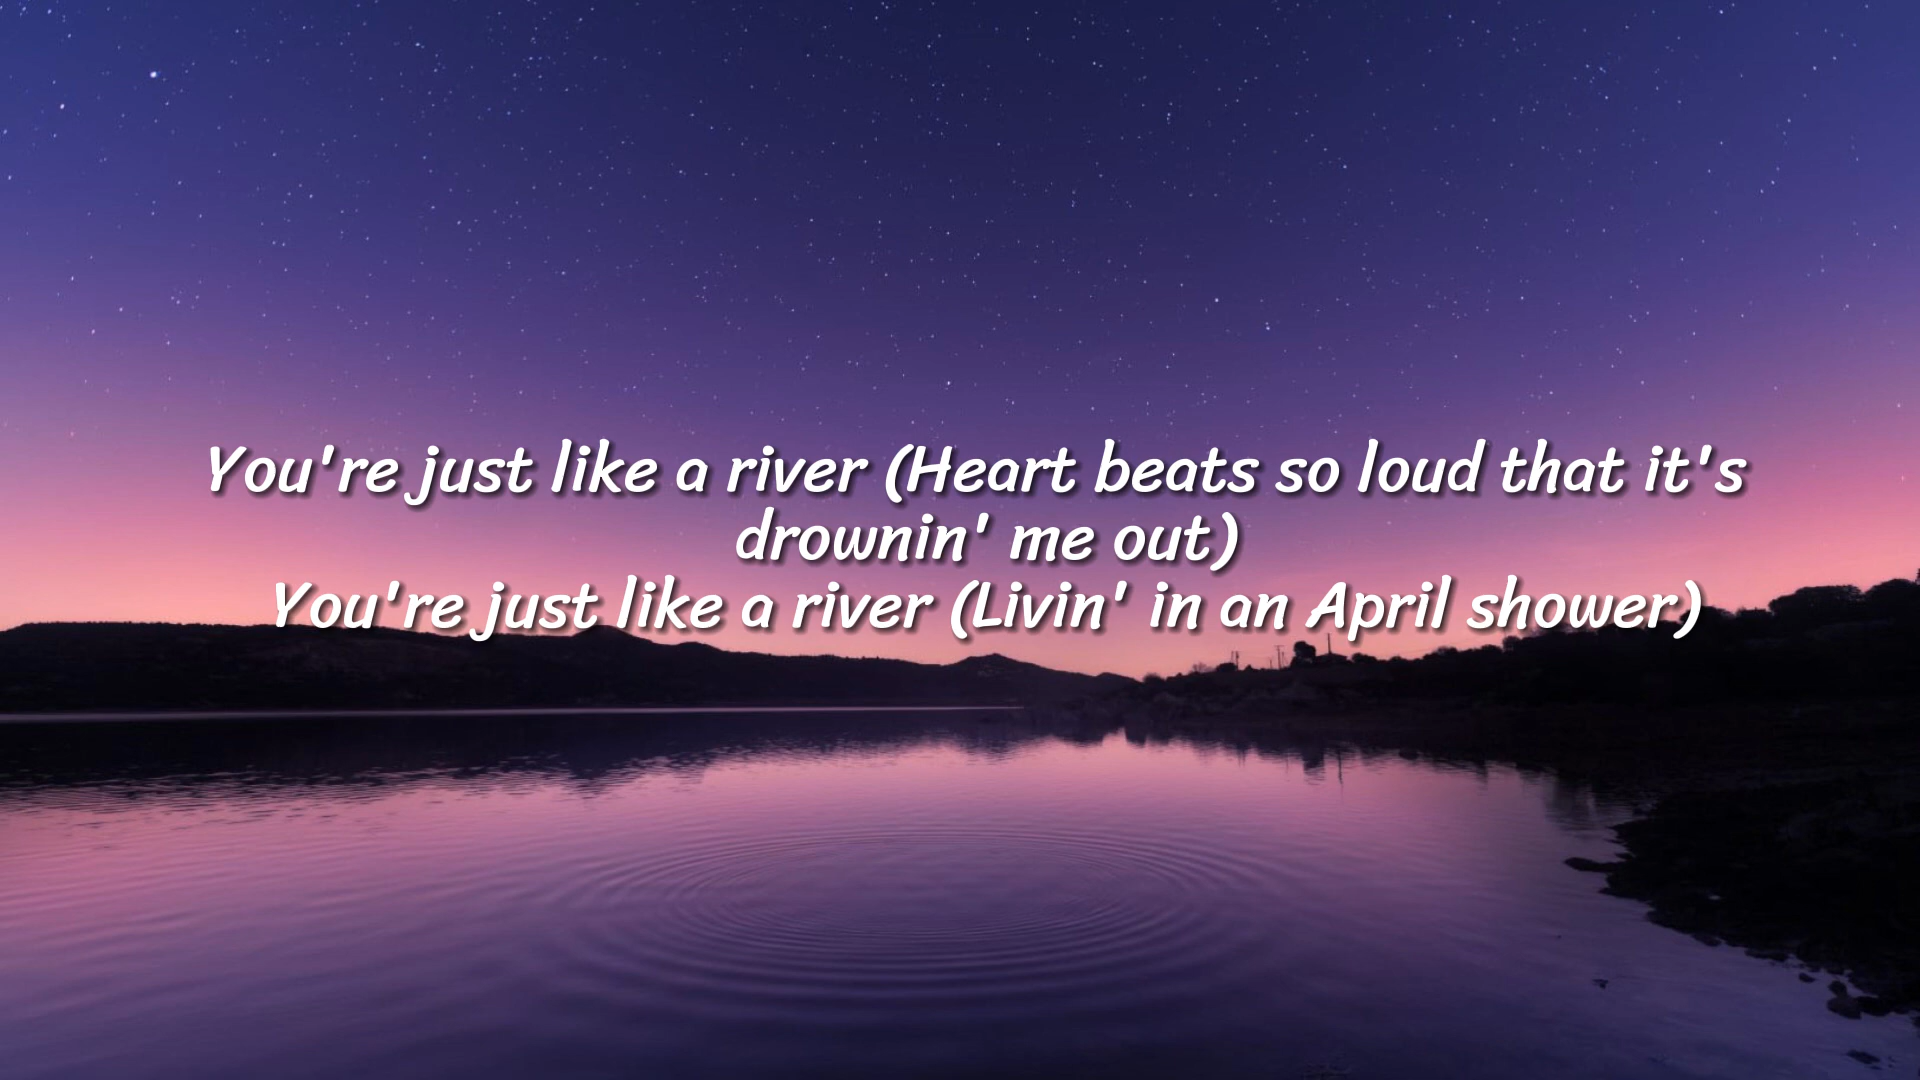 You're just like a river (Heart beats so loud that it's
drownin' me out)
You're just like a river (Livin' in an April shower)